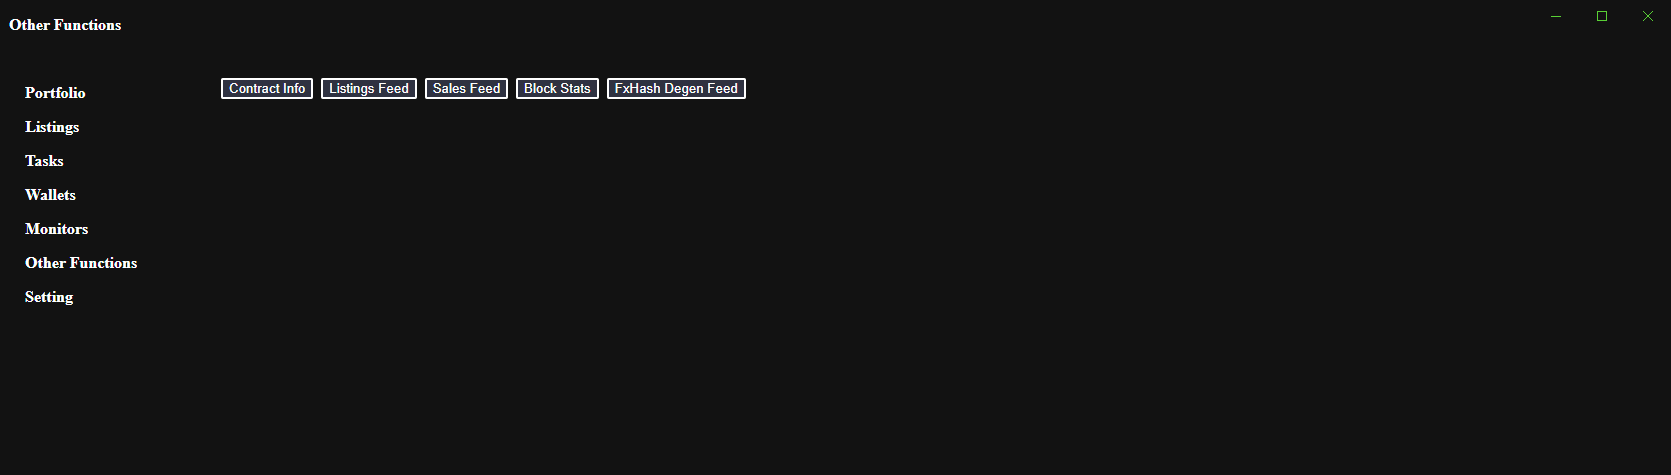 Other Functions
Portfolio
Contract Info Listings Feed Sales Feed Block Stats FxHash Degen Feed
Listings
Tasks
Wallets
Monitors
Other Functions
Setting